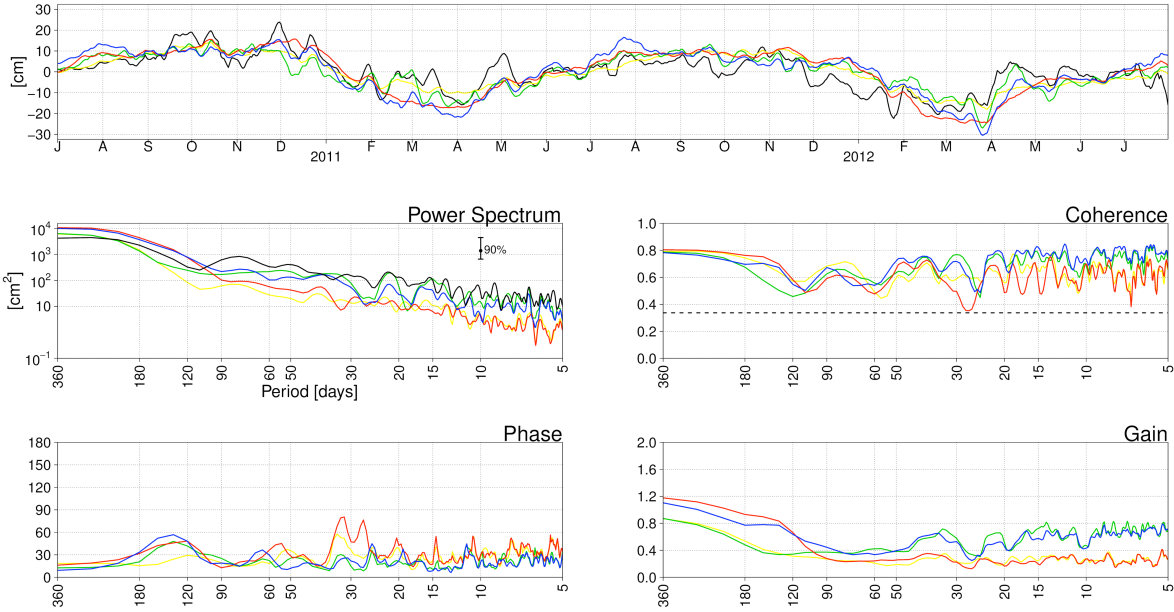 30
20
10
0
−10
−20
−30
[cm]
J A S O N D F M A M J J A S O N D F M A M J J
2011 2012
Power Spectrum
10⁴
10³
10²
10
10⁻¹
[cm²]
90%
360 180 120 90 60 50 30 20 15 10 5
Period [days]
Coherence
1.0
0.8
0.6
0.4
0.2
0.0
360 180 120 90 60 50 30 20 15 10 5
Phase
180
150
120
90
60
30
0
360 180 120 90 60 50 30 20 15 10 5
Gain
2.0
1.6
1.2
0.8
0.4
0.0
360 180 120 90 60 50 30 20 15 10 5